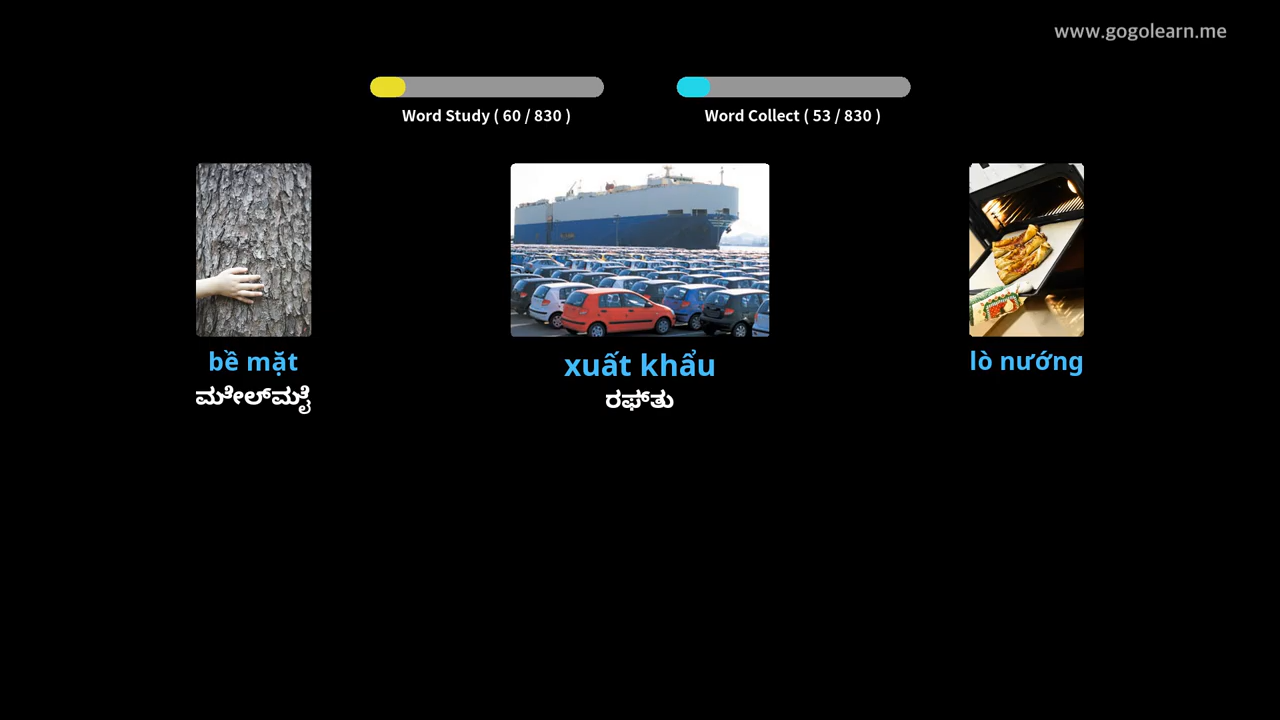 www.gogolearn.me
Word Study ( 60 / 830 )
Word Collect ( 53 / 830 )
bề mặt
ಮೇಲ್ಮೈ
xuất khẩu
ರಫ್ತು
lò nướng